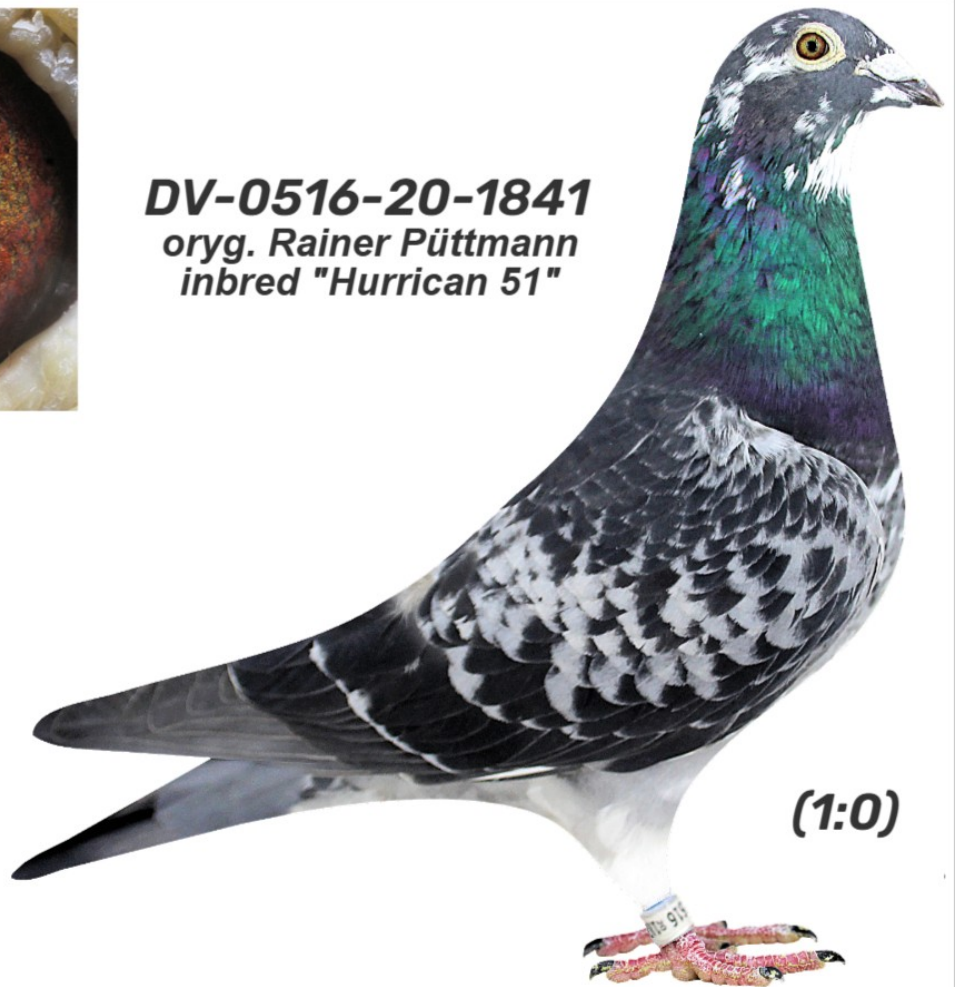 DV-0516-20-1841
oryg. Rainer Püttmann
inbred "Hurrican 51"
(1:0)